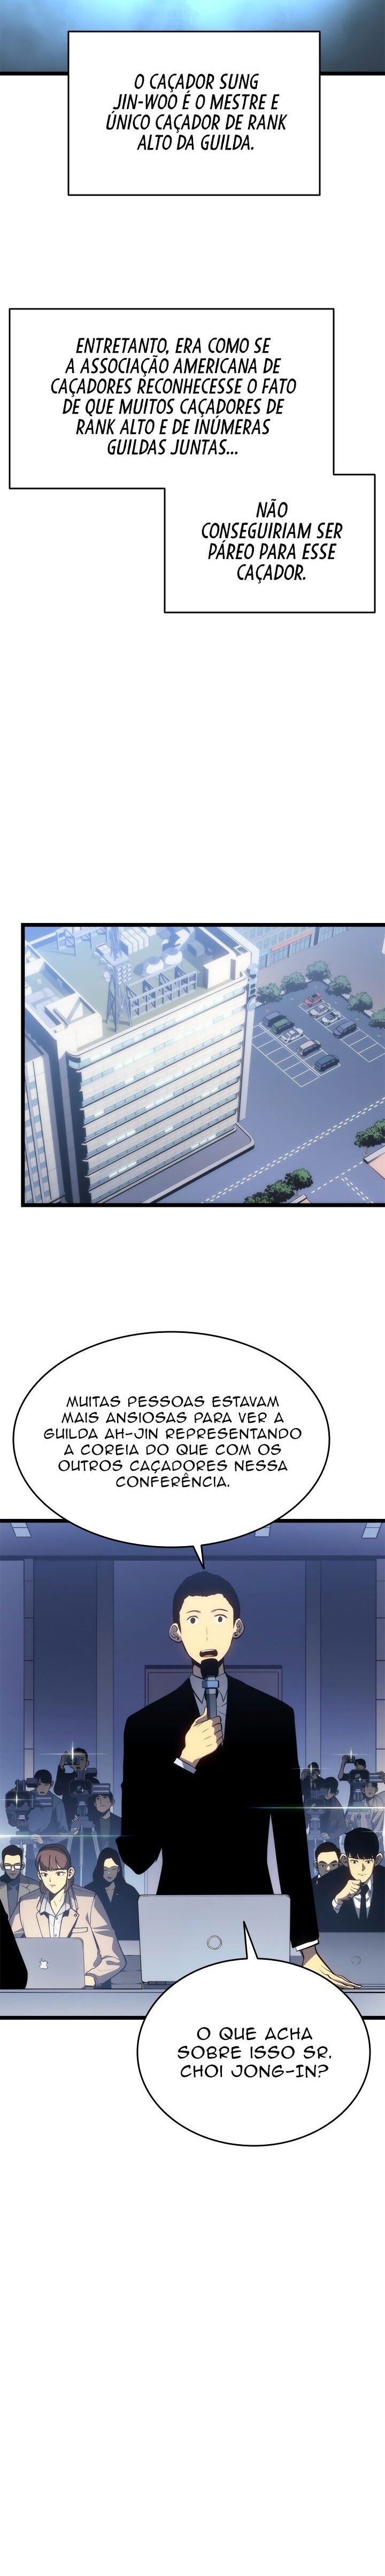 O CAÇADOR SUNG
JIN-WOO É O MESTRE E
ÚNICO CAÇADOR DE RANK
ALTO DA GUILDA.
ENTRETANTO, ERA COMO SE
A ASSOCIAÇÃO AMERICANA DE
CAÇADORES RECONHECESSE O FATO
DE QUE MUITOS CAÇADORES DE
RANK ALTO E DE INÚMERAS
GUILDAS JUNTAS...
NÃO
CONSEGUIRIAM SER
PÁREO PARA ESSE
CAÇADOR.
MUITAS PESSOAS ESTAVAM
MAIS ANSIOSAS PARA VER A
GUILDA AH-JIN REPRESENTANDO
A COREIA DO QUE COM OS
OUTROS CAÇADORES NESSA
CONFERÊNCIA.
O QUE ACHA
SOBRE ISSO SR.
CHOI JONG-IN?